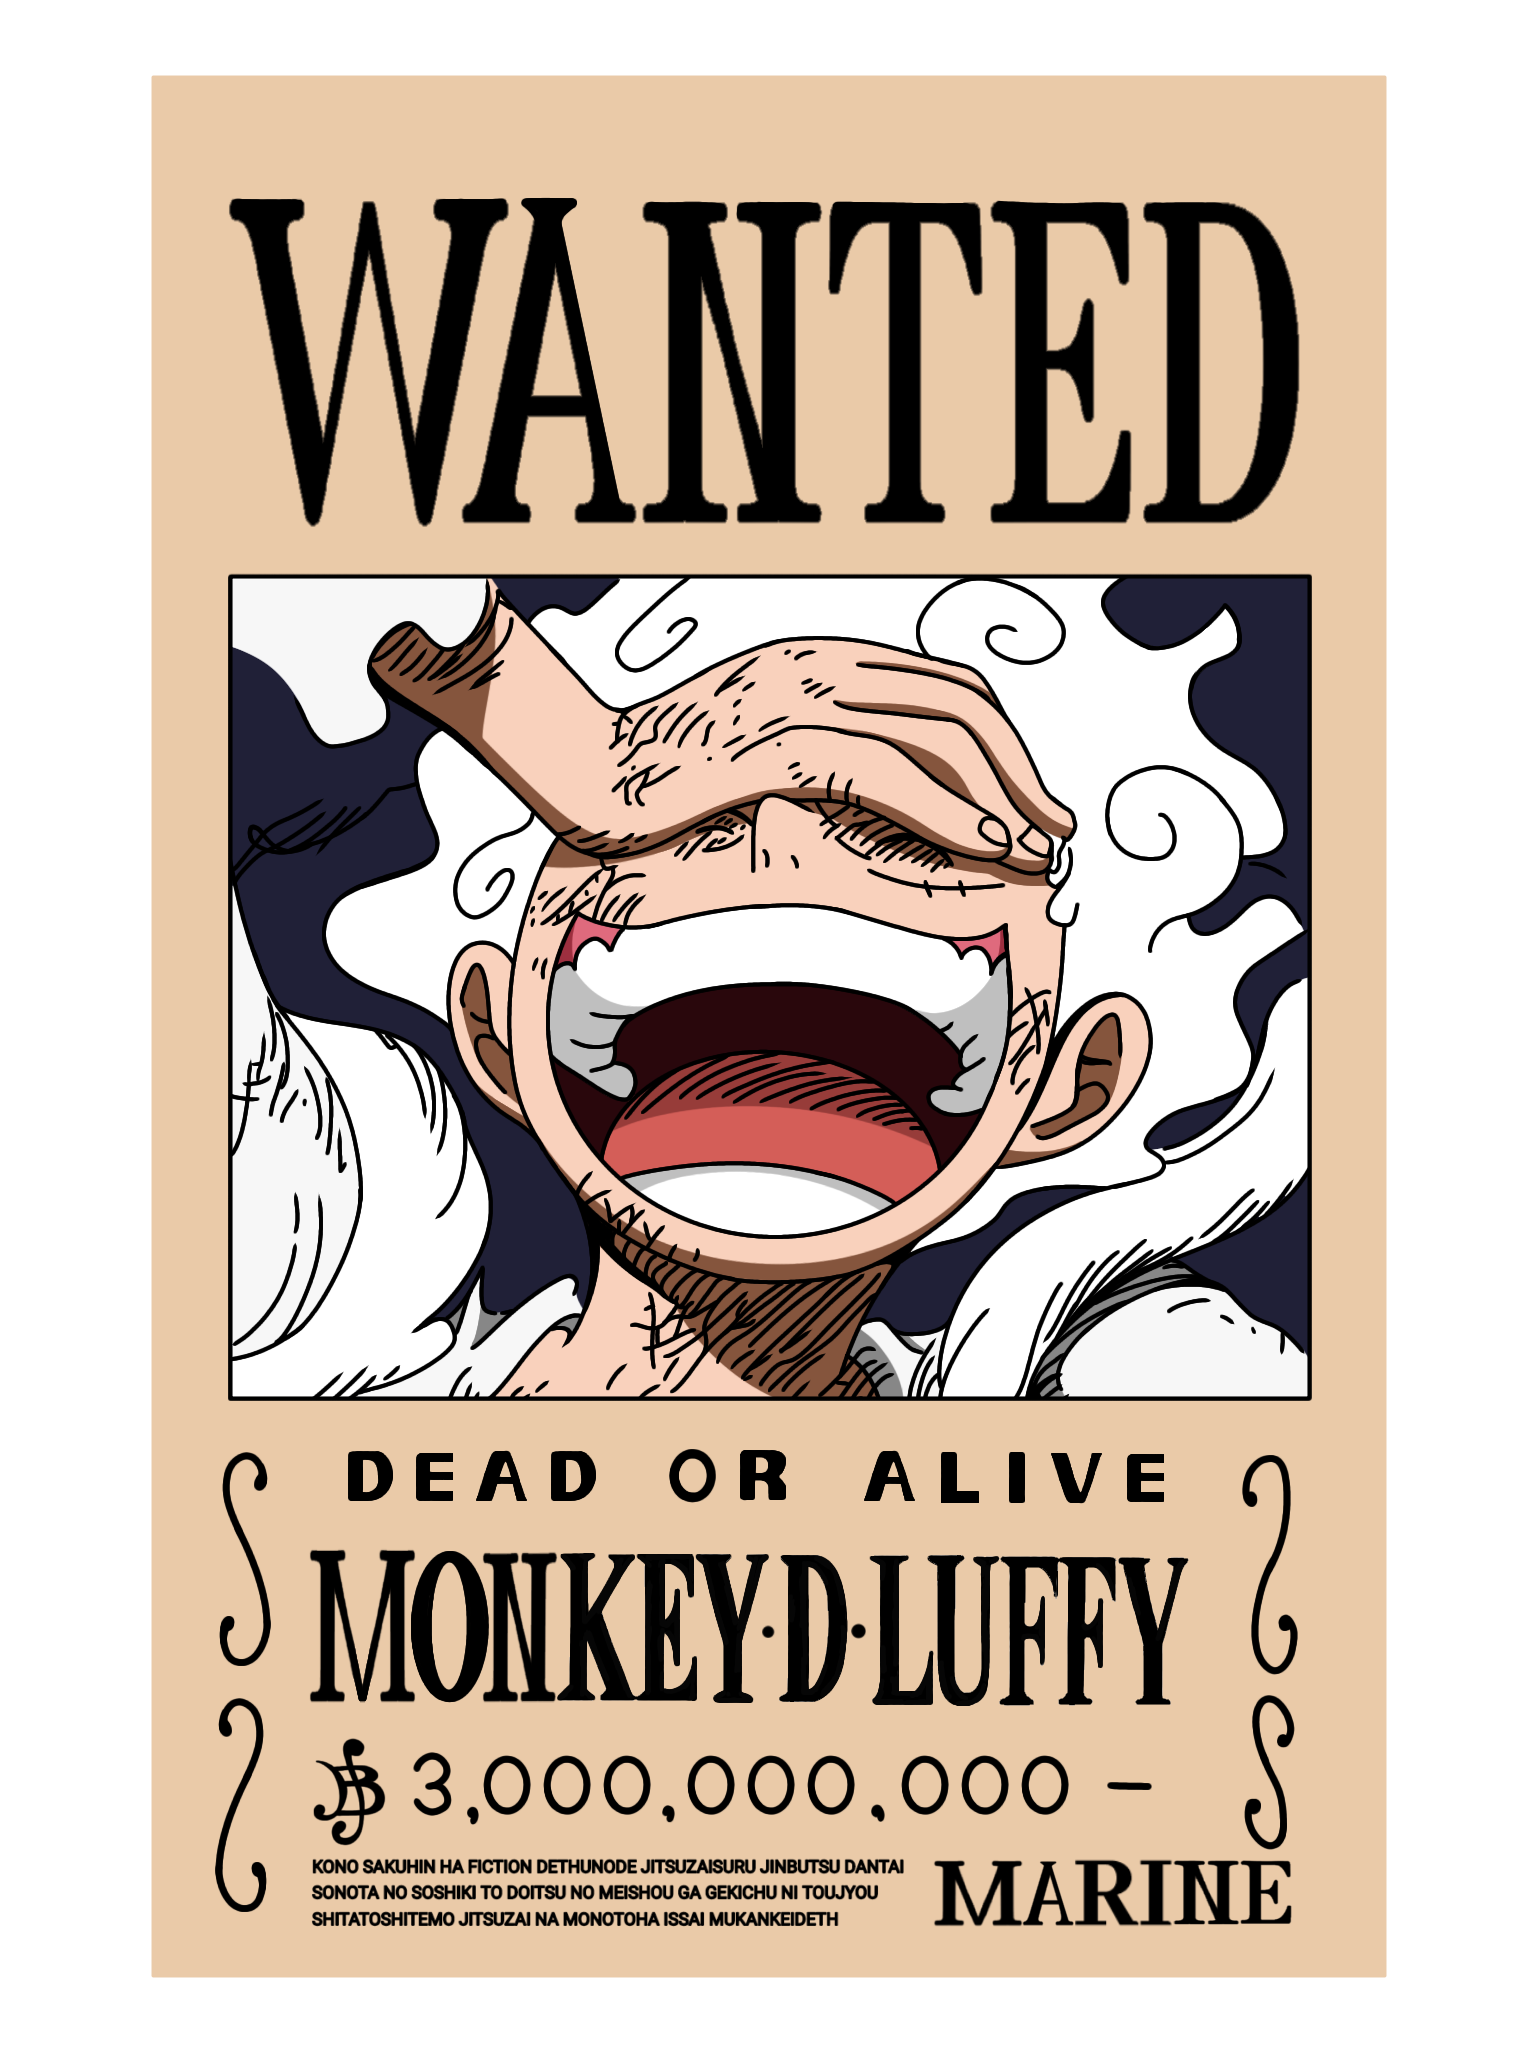 WANTED
DEAD OR ALIVE
MONKEY·D·LUFFY
฿ 3,000,000,000 –
KONO SAKUHIN HA FICTION DETHUNODE JITSUZAISURU JINBUTSU DANTAI
SONOTA NO SOSHIKI TO DOITSU NO MEISHOU GA GEKICHU NI TOUJYOU
SHITATOSHITEMO JITSUZAI NA MONOTOHA ISSAI MUKANKEIDETH
MARINE